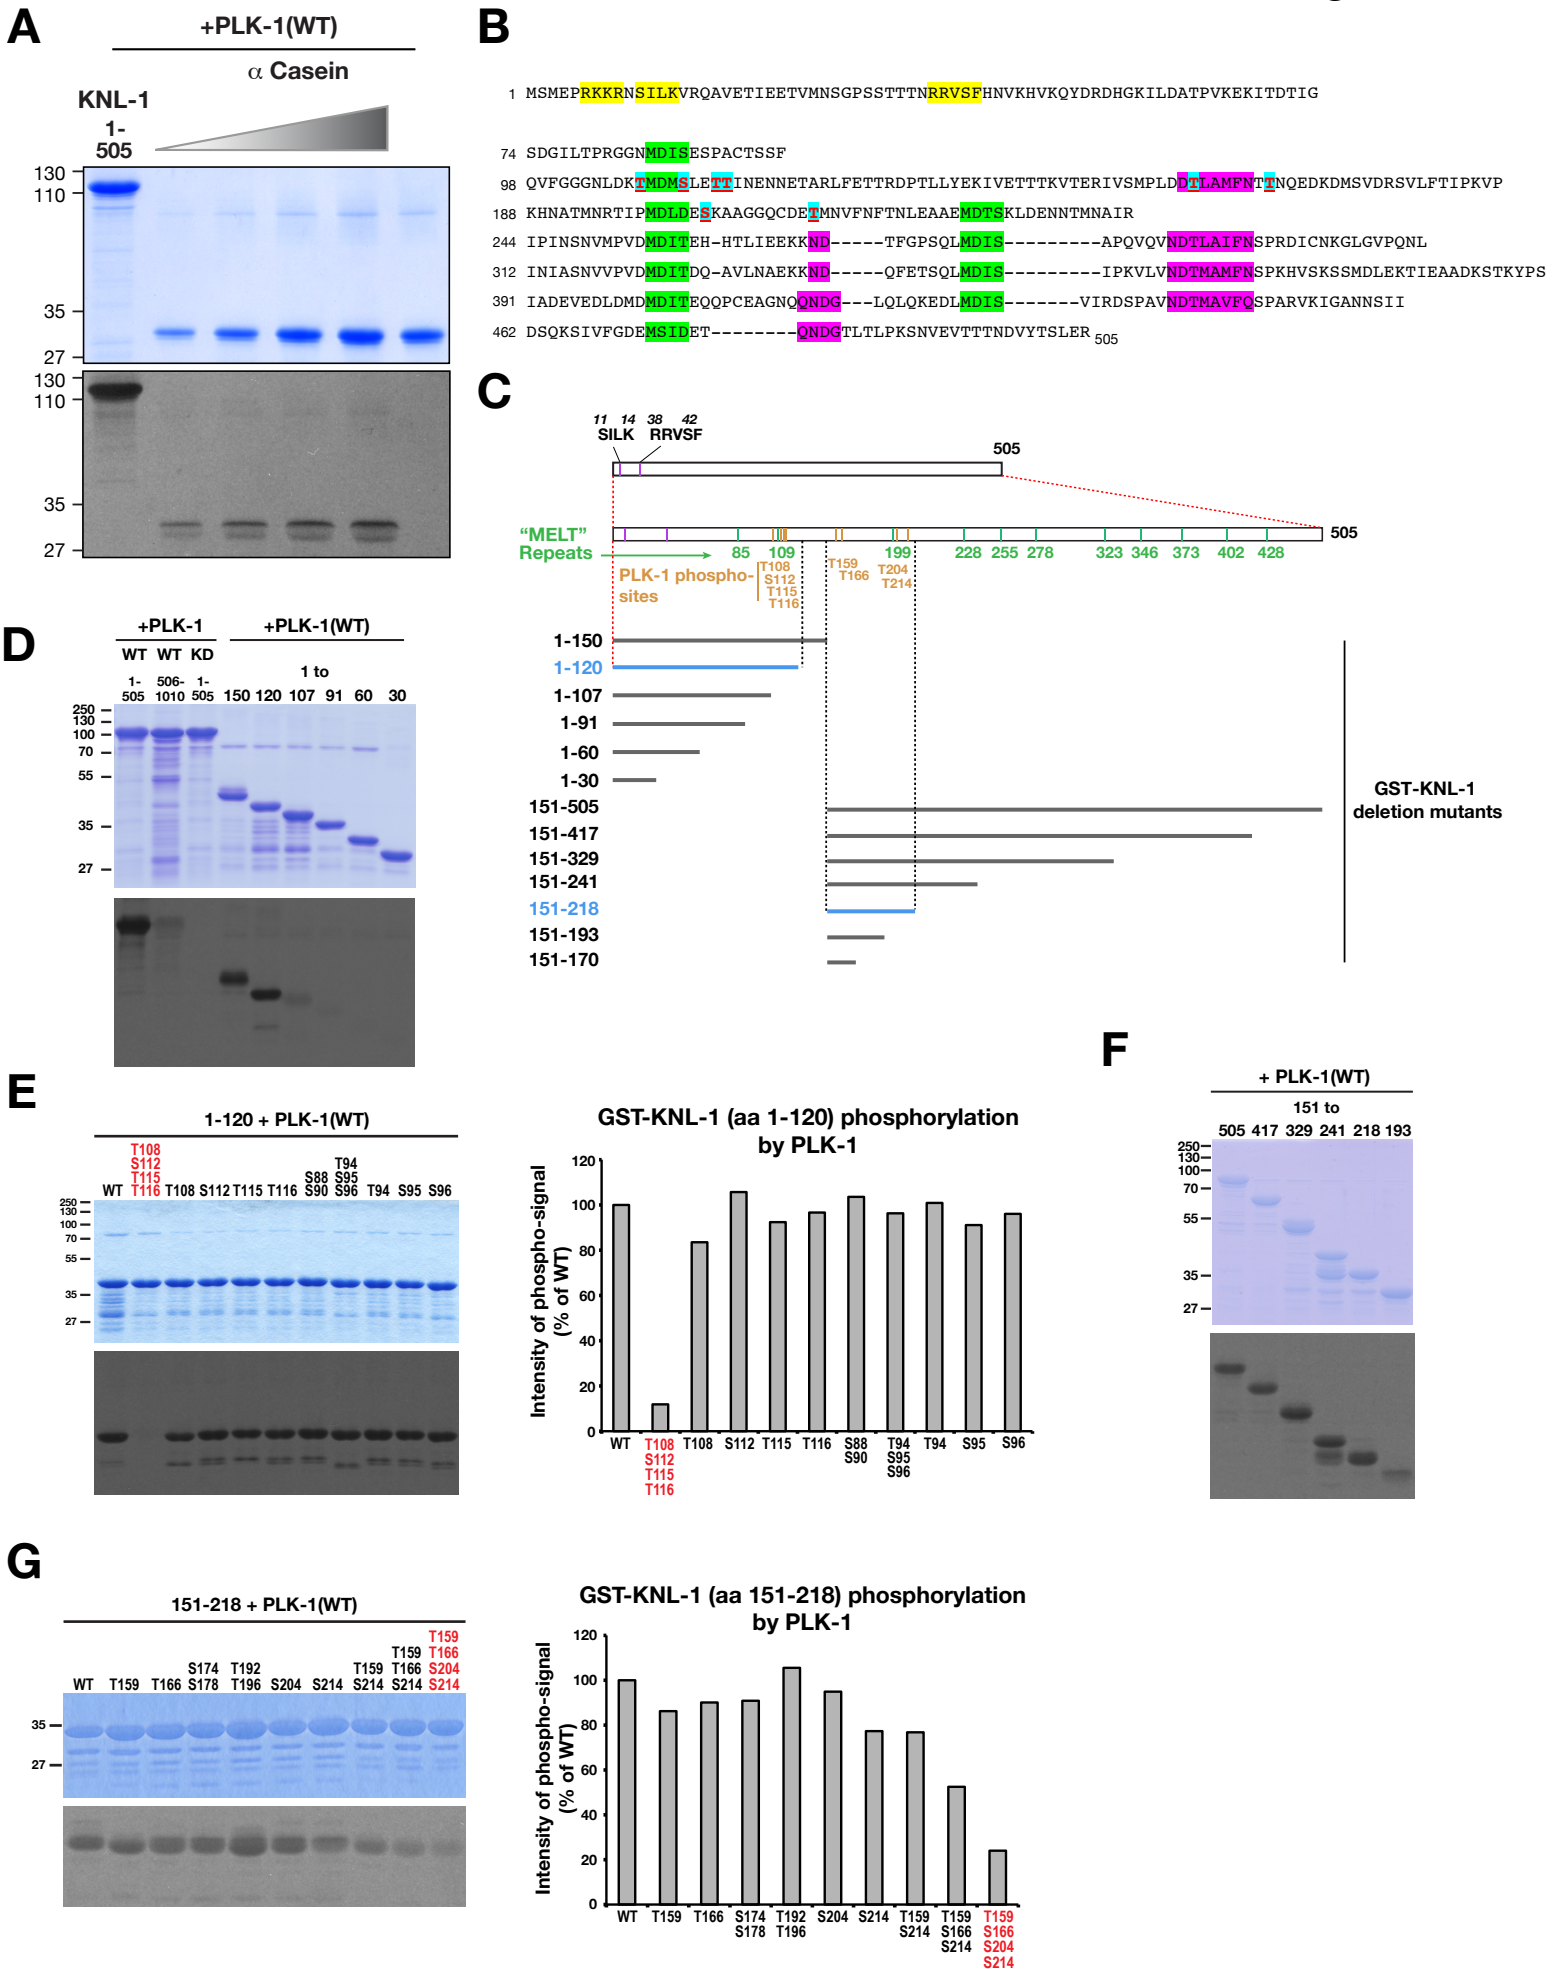 A
+PLK-1(WT)
α Casein
KNL-1
1-
505
130
110
35
27
130
110
35
27
B
1 MSMEPRKKRNSILKVRQAVETIEETVMNSGPSSTTTNRRVSFHNVKHVKQYDRDHGKILDATPVKEKITDTIG
74 SDGILTPRGGNMDISESPACTSSF
98 QVFGGGNLDKTMDMSLETTINENNETARLFETTRDPTLLYEKIVETTTKVTERIVSMPLDDTLAMFNTTNQEDKDMSVDRSVLFTIPKVP
188 KHNATMNRTIPMDLDESKAAGGQCDETMNVFNFTNLEAAEMDTSKLDENNTMNAIR
244 IPINSNVMPVDMDITEH-HTLIEEKKND-----TFGPSQLMDIS---------APQVQVNDTLAIFNSPRDICNKGLGVPQNL
312 INIASNVVPVDMDITDQ-AVLNAEKKND-----QFETSQLMDIS---------IPKVLVNDTMAMFNSPKHVSKSSMDLEKTIEAADKSTKYPS
391 IADEVEDLDMDMDITEQQPCEAGNQQNDG---LQLQKEDLMDIS-------VIRDSPAVNDTMAVFQSPARVKIGANNSII
462 DSQKSIVFGDEMSIDET--------QNDGTLTLPKSNVEVTTTNDVYTSLER 505
C
11 14 38 42
SILK RRVSF
505
"MELT"
Repeats
505
85 109 199 228 255 278 323 346 373 402 428
PLK-1 phospho-
sites
T108
S112
T115
T116
T159
T166
T204
T214
1-150
1-120
1-107
1-91
1-60
1-30
151-505
151-417
151-329
151-241
151-218
151-193
151-170
GST-KNL-1
deletion mutants
D
+PLK-1 +PLK-1(WT)
WT WT KD
1 to
1-
505
506-
1010
1-
505
150 120 107 91 60 30
250
130
100
70
55
35
27
E
1-120 + PLK-1(WT)
WT
T108
S112
T115
T116
T108 S112 T115 T116
S88
S90
T94
S95
S96
T94 S95 S96
250
130
100
70
55
35
27
GST-KNL-1 (aa 1-120) phosphorylation
by PLK-1
Intensity of phospho-signal
(% of WT)
120
100
80
60
40
20
0
WT
T108
S112
T115
T116
T108 S112 T115 T116
S88
S90
T94
S95
S96
T94 S95 S96
F
+ PLK-1(WT)
151 to
505 417 329 241 218 193
250
130
100
70
55
35
27
G
151-218 + PLK-1(WT)
WT T159 T166
S174
S178
T192
T196
S204 S214
T159
S214
T159
T166
S214
T159
T166
S204
S214
35
27
GST-KNL-1 (aa 151-218) phosphorylation
by PLK-1
Intensity of phospho-signal
(% of WT)
120
100
80
60
40
20
0
WT T159 T166
S174
S178
T192
T196
S204 S214
T159
S214
T159
S166
S214
T159
S166
S204
S214